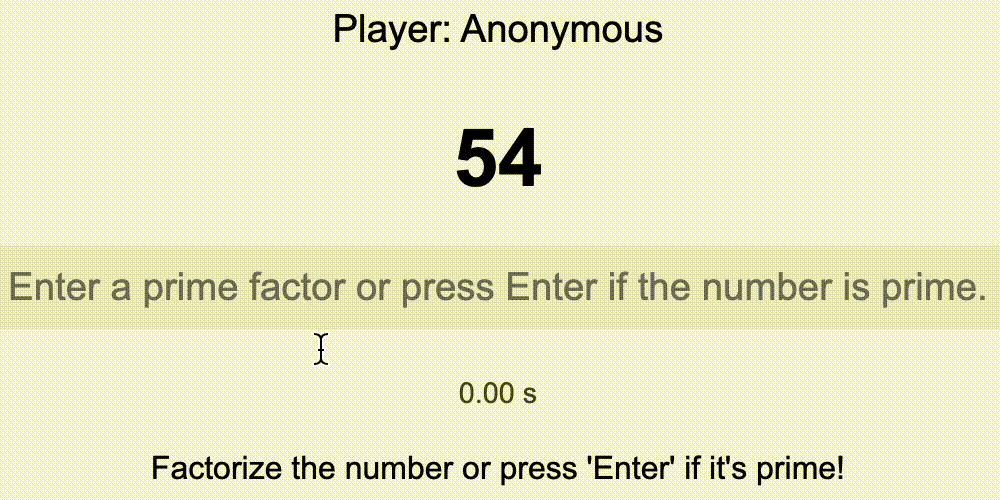 Player: Anonymous
54
Enter a prime factor or press Enter if the number is prime.
0.00 s
Factorize the number or press 'Enter' if it's prime!